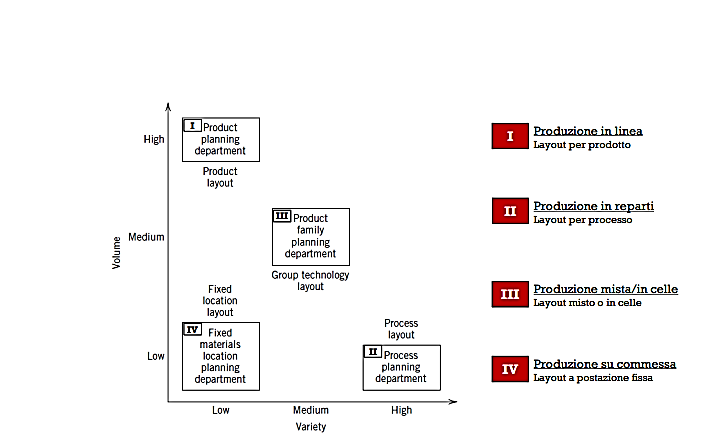 High
I
Product
planning
department
Product
layout
Medium
Volume
III
Product
family
planning
department
Group technology
layout
Fixed
location
layout
Low
IV
Fixed
materials
location
planning
department
Process
layout
II
Process
planning
department
Low
Medium
High
Variety
I
Produzione in linea
Layout per prodotto
II
Produzione in reparti
Layout per processo
III
Produzione mista/in celle
Layout misto o in celle
IV
Produzione su commessa
Layout a postazione fissa